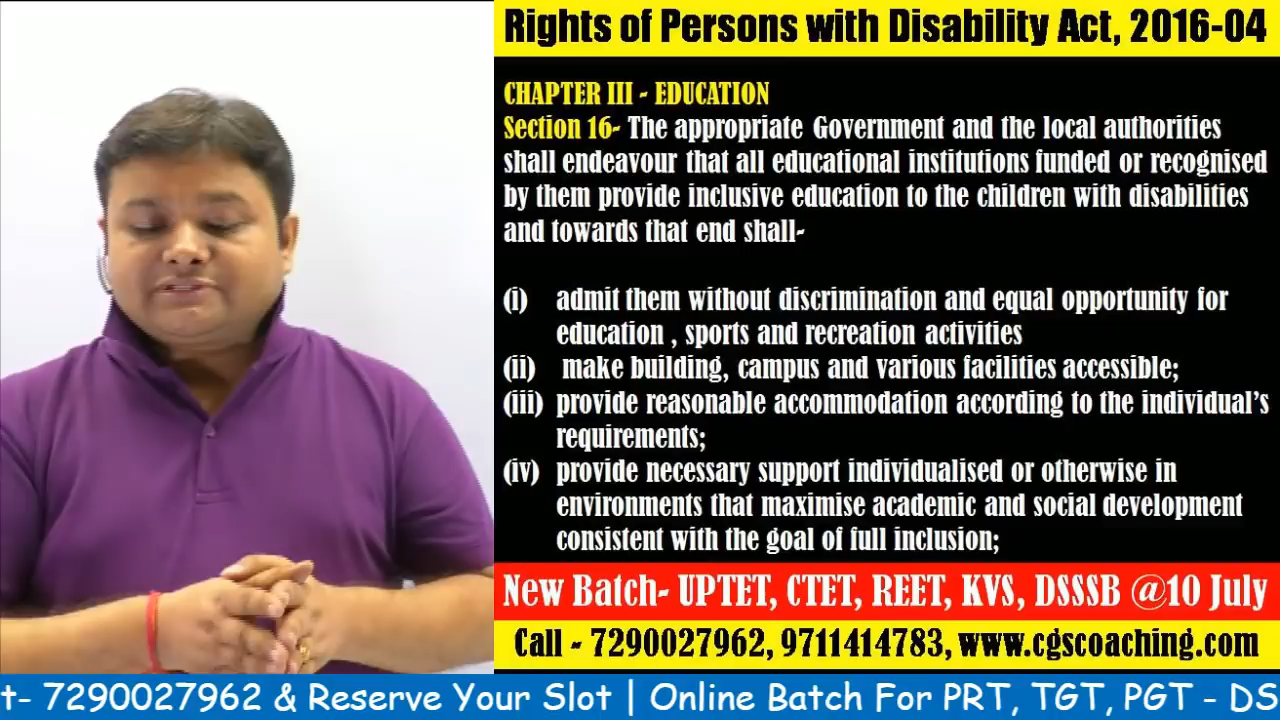 Rights of Persons with Disability Act, 2016-04
CHAPTER III - EDUCATION
Section 16- The appropriate Government and the local authorities
shall endeavour that all educational institutions funded or recognised
by them provide inclusive education to the children with disabilities
and towards that end shall-
(i) admit them without discrimination and equal opportunity for
education , sports and recreation activities
(ii) make building, campus and various facilities accessible;
(iii) provide reasonable accommodation according to the individual's
requirements;
(iv) provide necessary support individualised or otherwise in
environments that maximise academic and social development
consistent with the goal of full inclusion;
New Batch- UPTET, CTET, REET, KVS, DSSSB @10 July
Call - 7290027962, 9711414783, www.cgscoaching.com
t- 7290027962 & Reserve Your Slot | Online Batch For PRT, TGT, PGT - DS